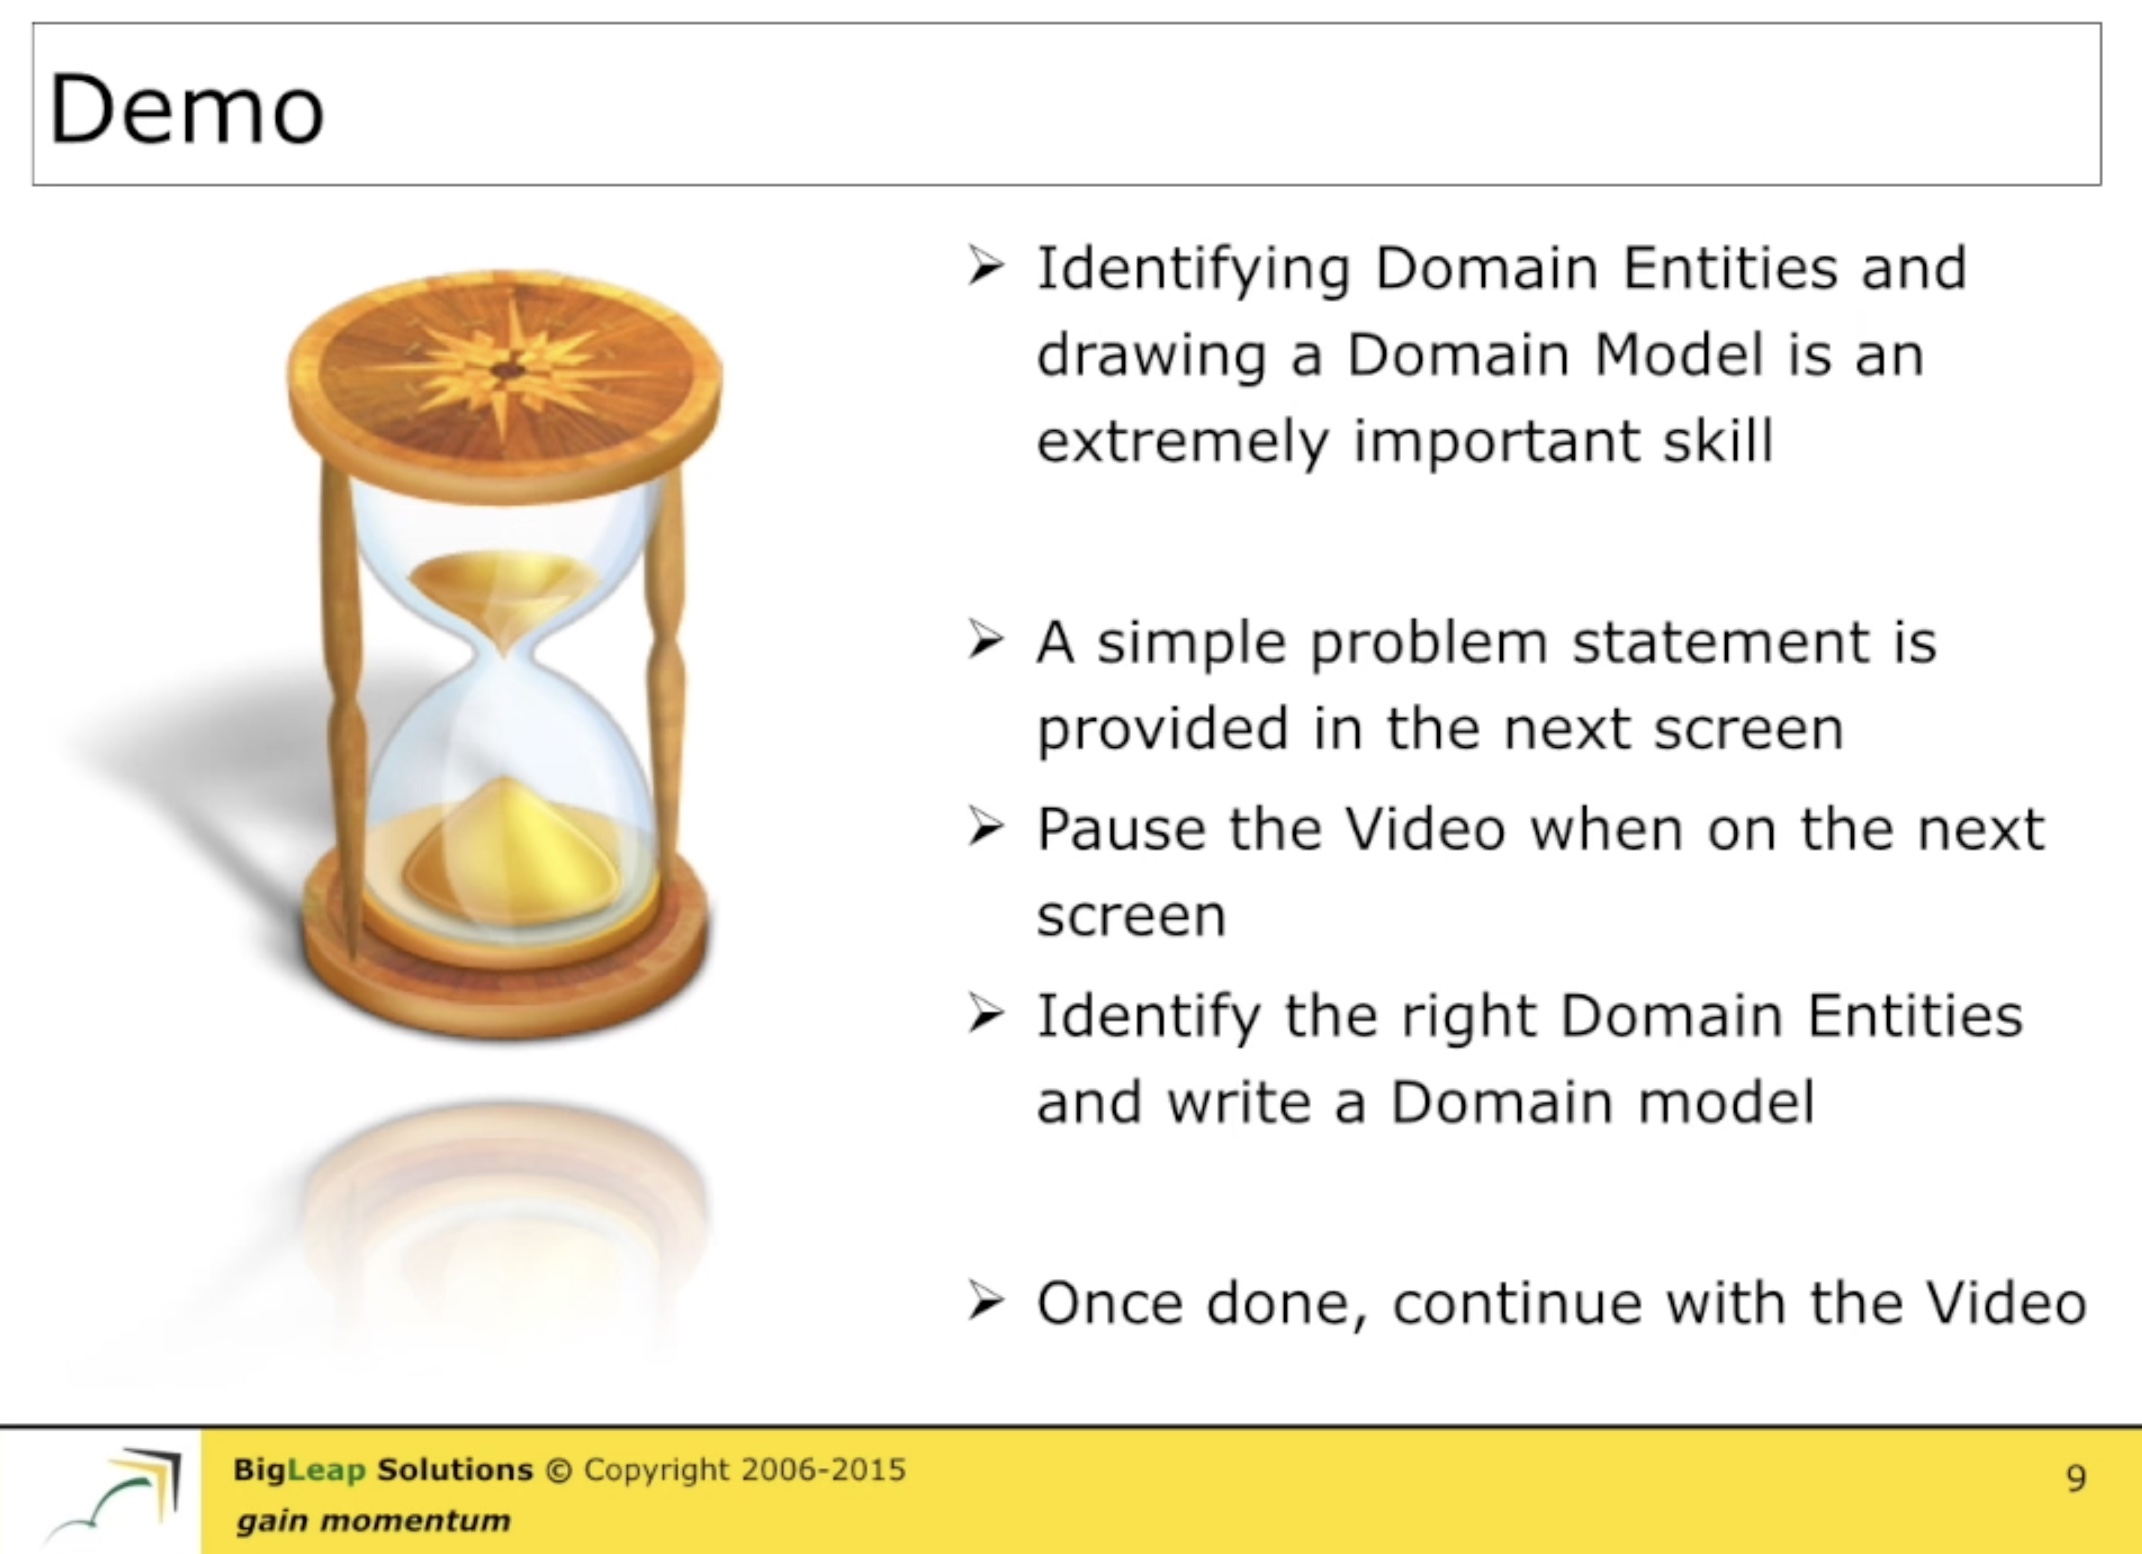 Demo
➢ Identifying Domain Entities and
drawing a Domain Model is an
extremely important skill
➢ A simple problem statement is
provided in the next screen
➢ Pause the Video when on the next
screen
➢ Identify the right Domain Entities
and write a Domain model
➢ Once done, continue with the Video
BigLeap Solutions © Copyright 2006-2015
gain momentum
9